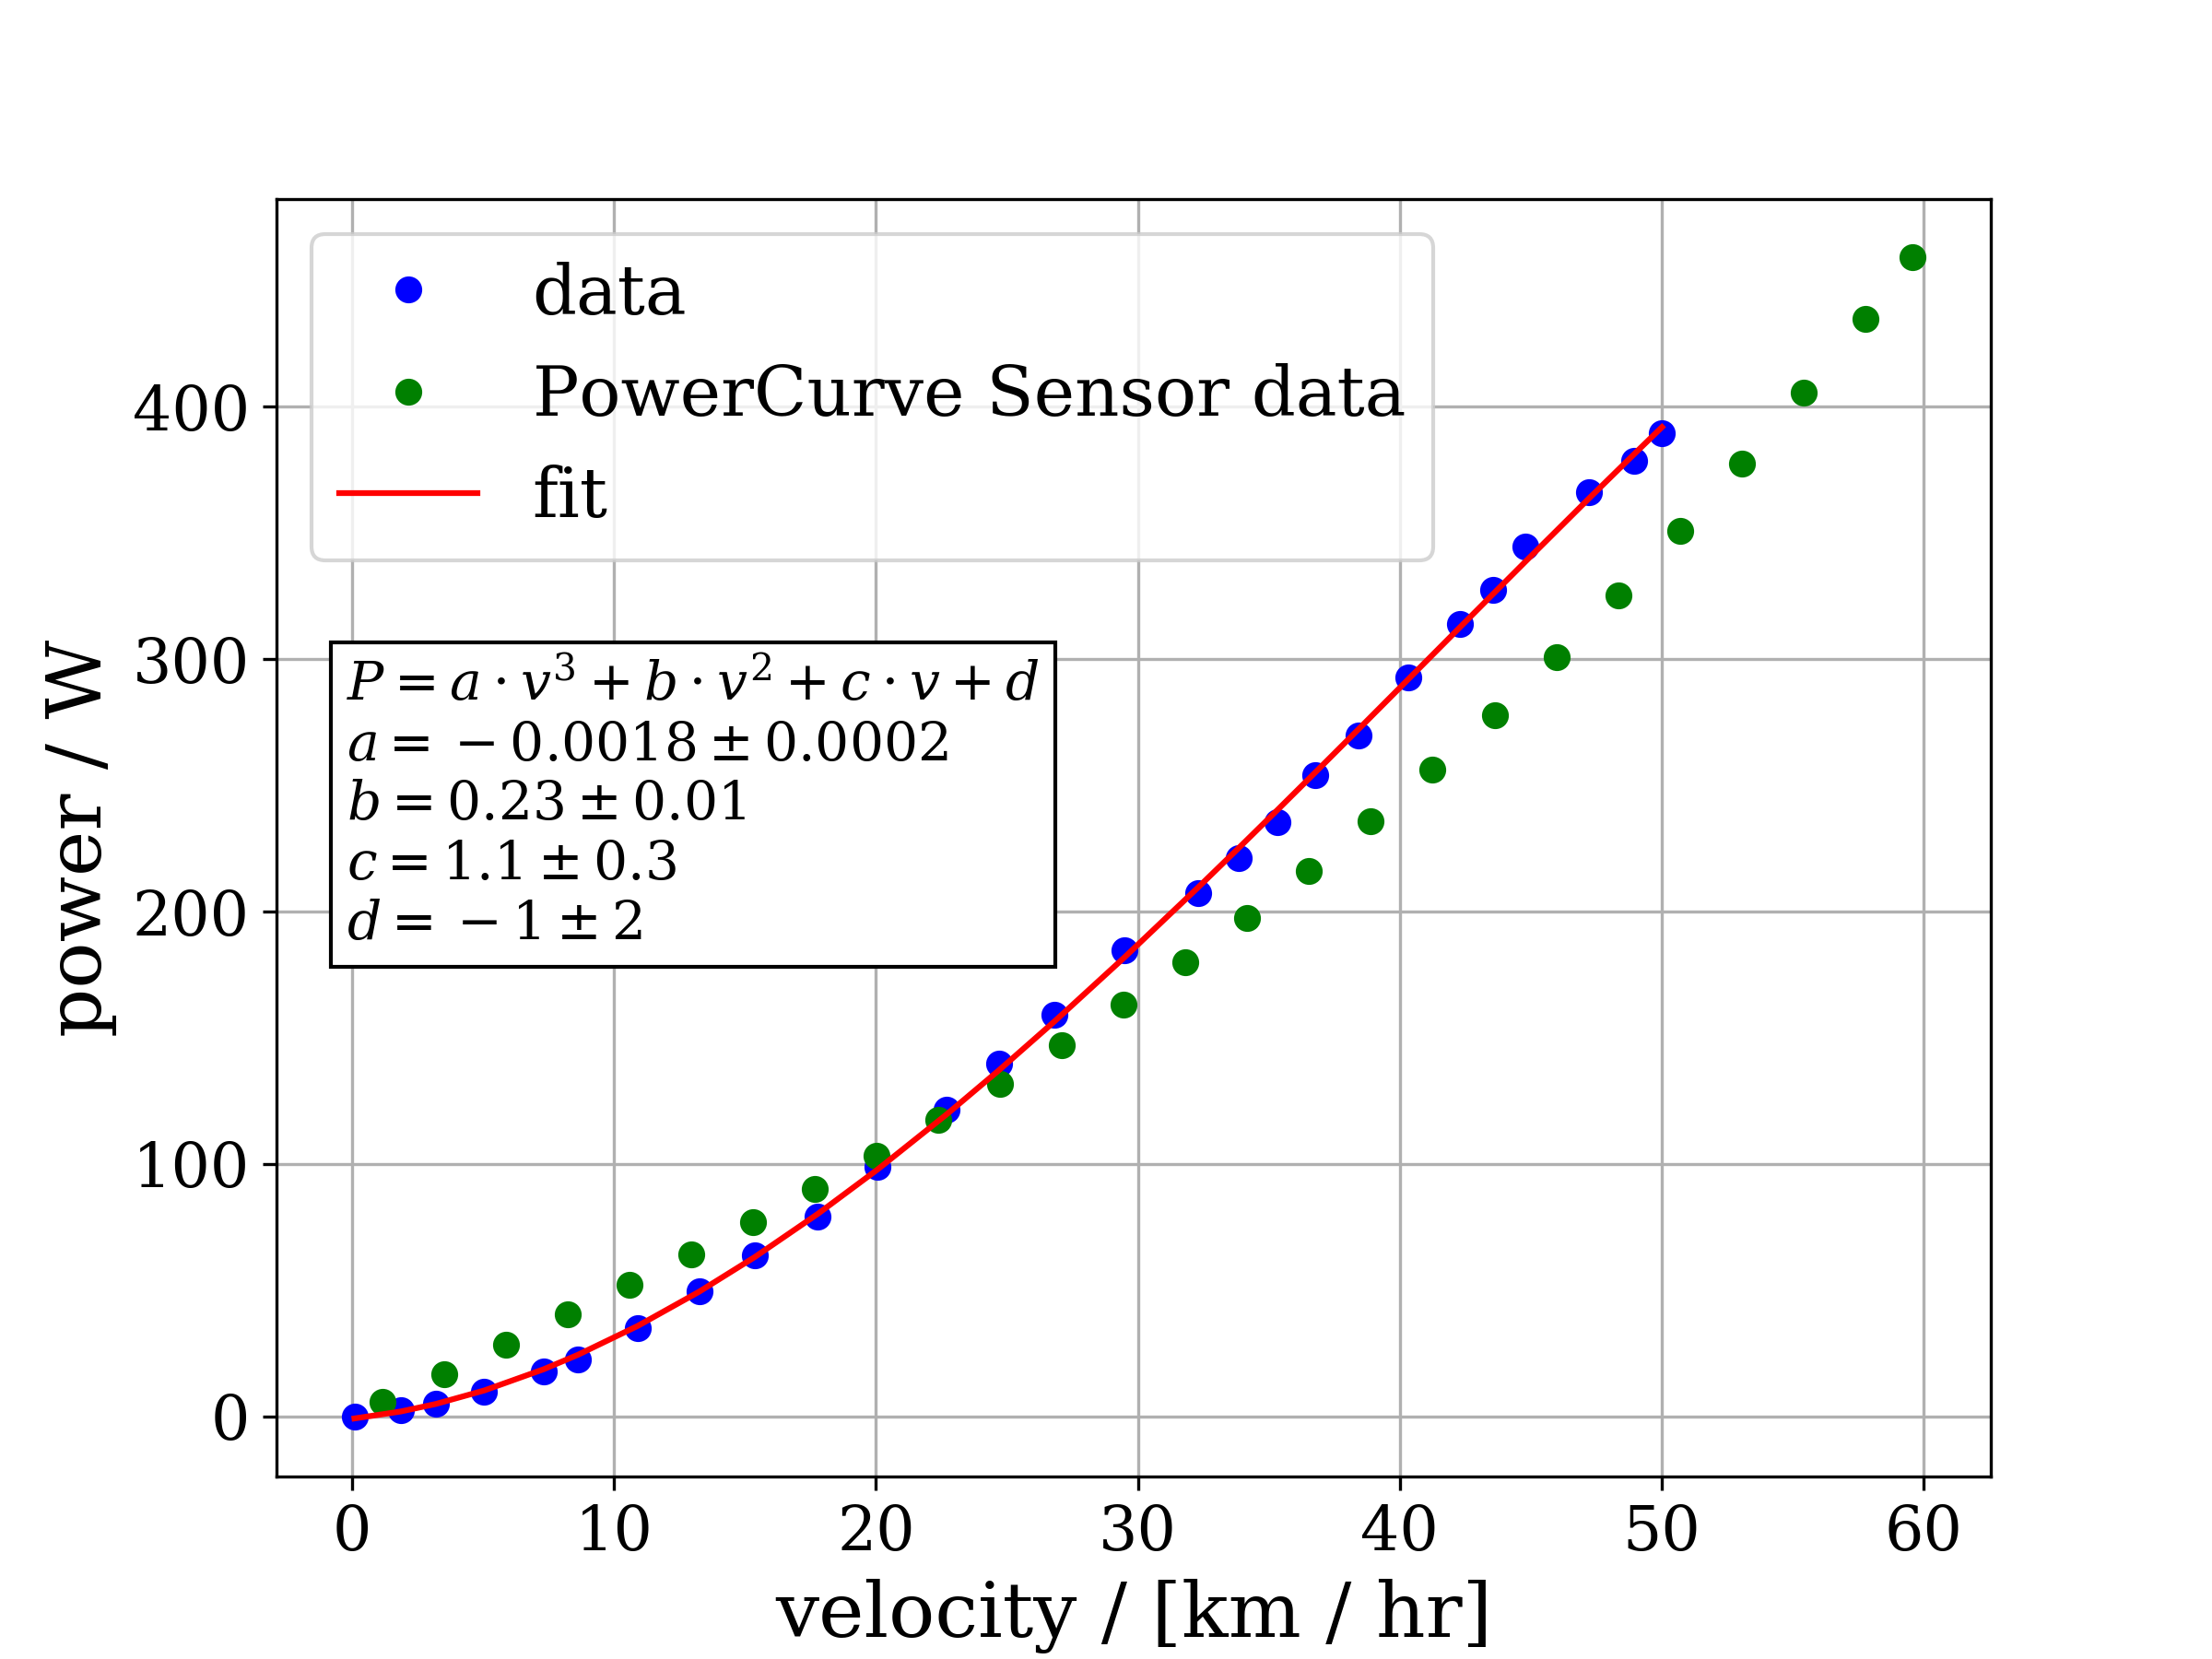 data
PowerCurve Sensor data
fit
P = a · v³ + b · v² + c · v + d
a = −0.0018 ± 0.0002
b = 0.23 ± 0.01
c = 1.1 ± 0.3
d = −1 ± 2
power / W
400
300
200
100
0
0 10 20 30 40 50 60
velocity / [km / hr]